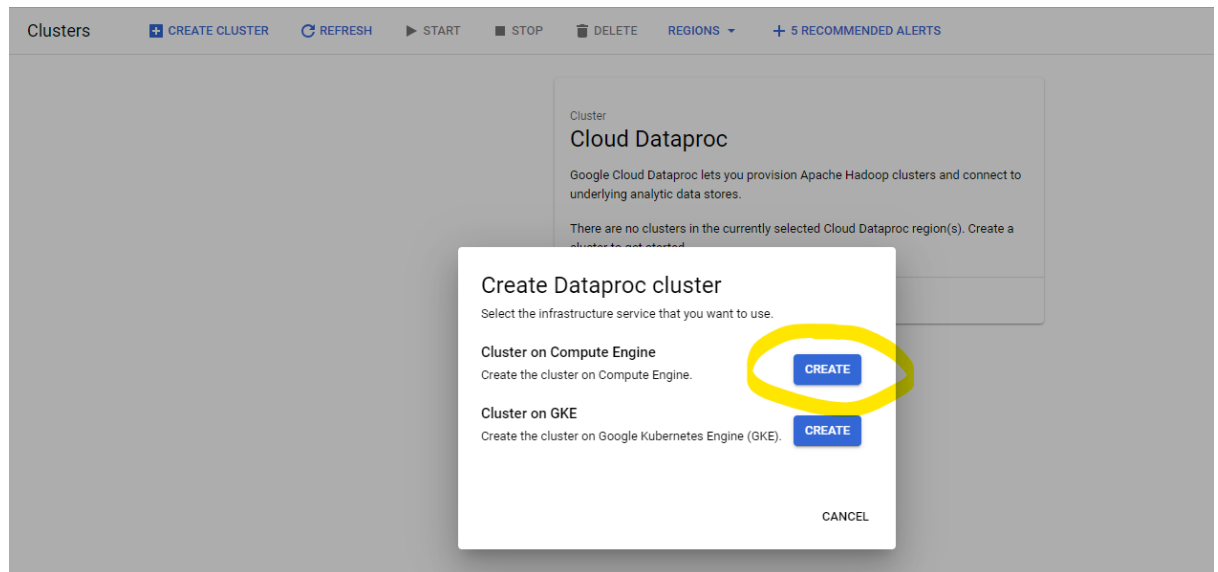 Clusters CREATE CLUSTER REFRESH START STOP DELETE REGIONS 5 RECOMMENDED ALERTS
Cluster
Cloud Dataproc
Google Cloud Dataproc lets you provision Apache Hadoop clusters and connect to
underlying analytic data stores.
There are no clusters in the currently selected Cloud Dataproc region(s). Create a
cluster to get started
Create Dataproc cluster
Select the infrastructure service that you want to use.
Cluster on Compute Engine
Create the cluster on Compute Engine. CREATE
Cluster on GKE
Create the cluster on Google Kubernetes Engine (GKE). CREATE
CANCEL